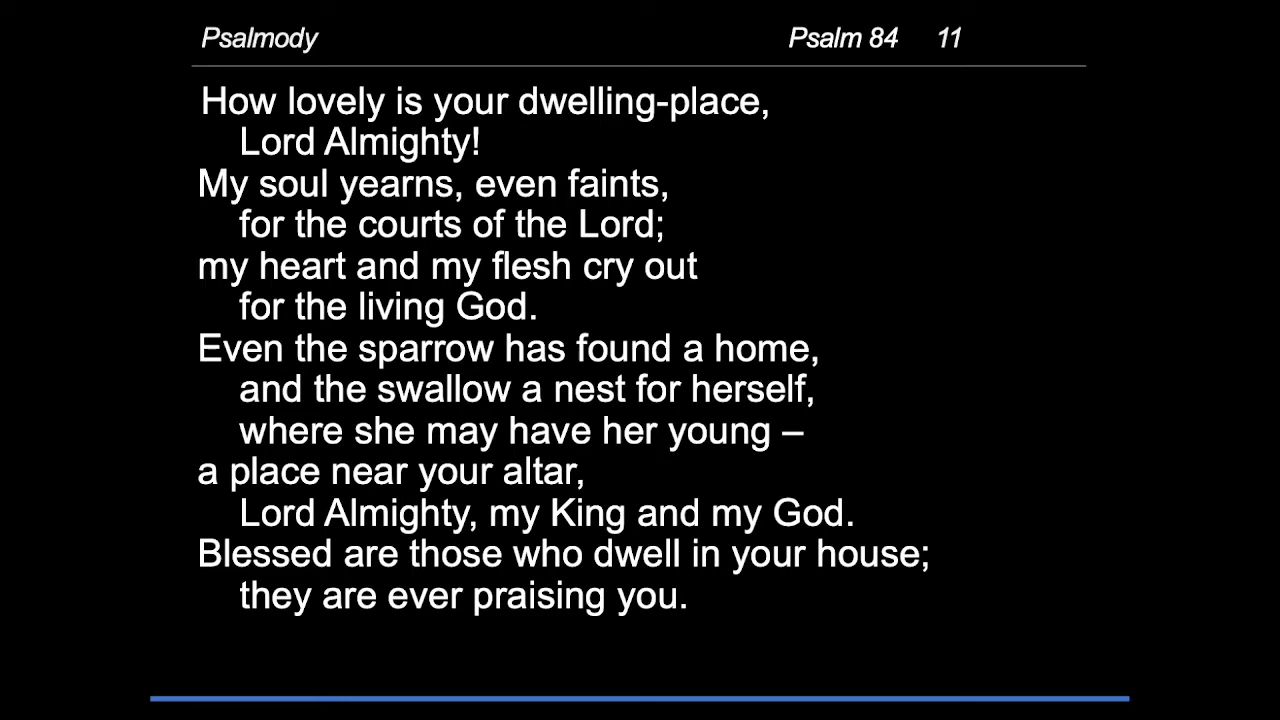 Psalmody Psalm 84 11
How lovely is your dwelling-place,
Lord Almighty!
My soul yearns, even faints,
for the courts of the Lord;
my heart and my flesh cry out
for the living God.
Even the sparrow has found a home,
and the swallow a nest for herself,
where she may have her young –
a place near your altar,
Lord Almighty, my King and my God.
Blessed are those who dwell in your house;
they are ever praising you.